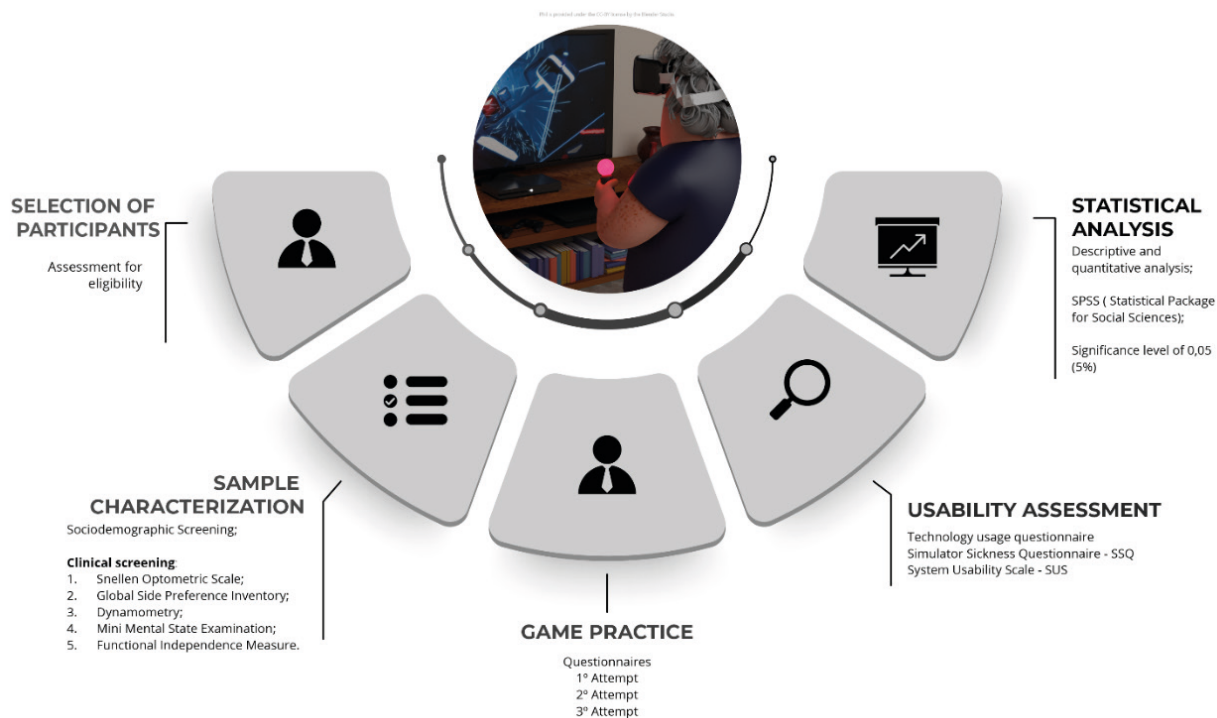 SELECTION OF
PARTICIPANTS
Assessment for
eligibility
SAMPLE
CHARACTERIZATION
Sociodemographic Screening;
Clinical screening:
1. Snellen Optometric Scale;
2. Global Side Preference Inventory;
3. Dynamometry;
4. Mini Mental State Examination;
5. Functional Independence Measure.
GAME PRACTICE
Questionnaires
1º Attempt
2º Attempt
3º Attempt
USABILITY ASSESSMENT
Technology usage questionnaire
Simulator Sickness Questionnaire - SSQ
System Usability Scale - SUS
STATISTICAL
ANALYSIS
Descriptive and
quantitative analysis;
SPSS ( Statistical Package
for Social Sciences);
Significance level of 0,05
(5%)